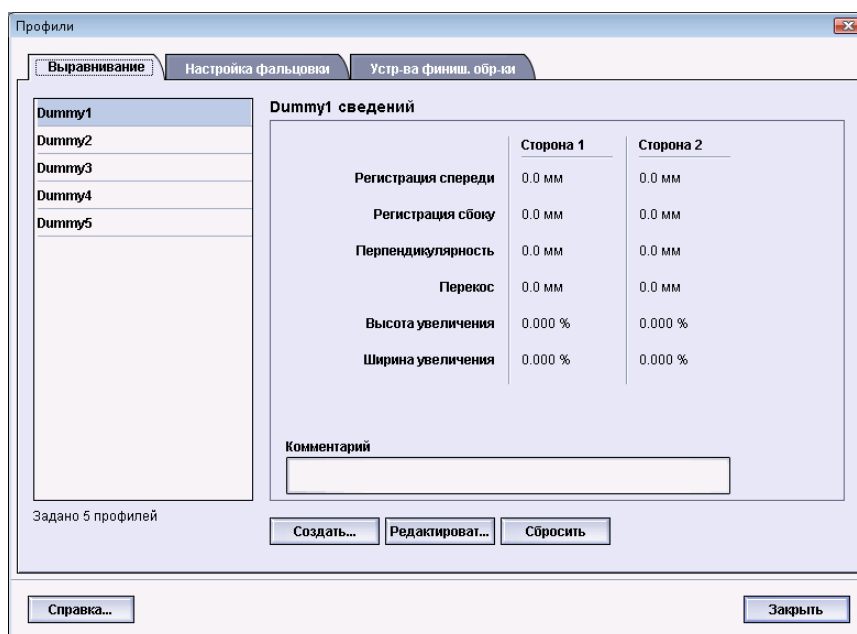 Профили
Выравнивание
Настройка фальцовки
Устр-ва финиш. обр-ки
Dummy1
Dummy2
Dummy3
Dummy4
Dummy5
Задано 5 профилей
Dummy1 сведений
Сторона 1 Сторона 2
Регистрация спереди 0.0 мм 0.0 мм
Регистрация сбоку 0.0 мм 0.0 мм
Перпендикулярность 0.0 мм 0.0 мм
Перекос 0.0 мм 0.0 мм
Высота увеличения 0.000 % 0.000 %
Ширина увеличения 0.000 % 0.000 %
Комментарий
Создать... Редактироват... Сбросить
Справка... Закрыть